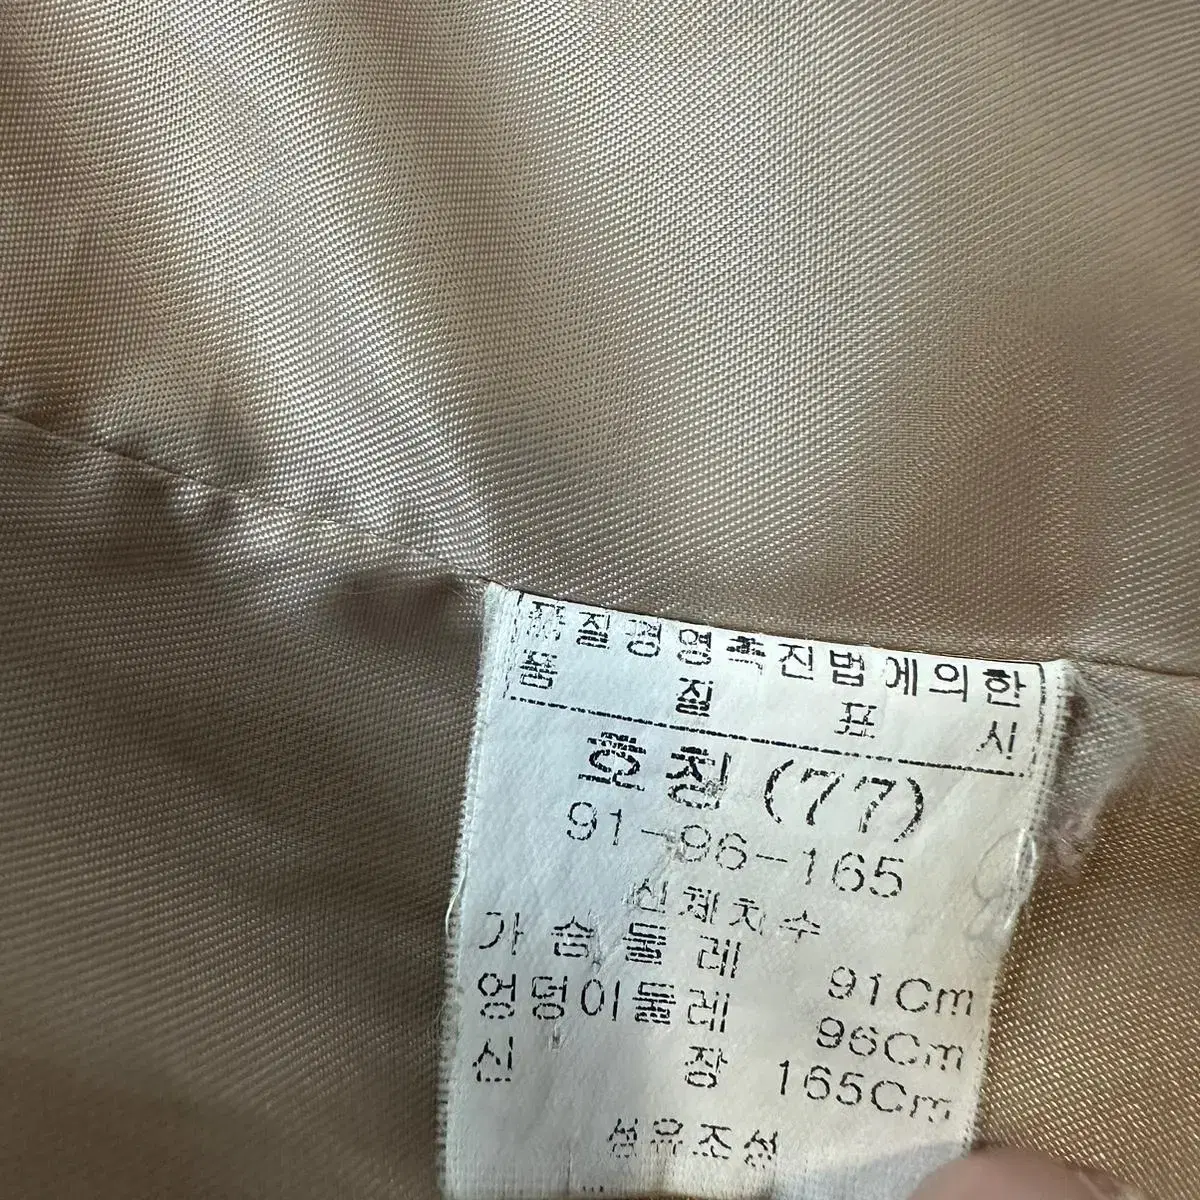 품질경영촉진법에의한
품 질 표 시
호칭(77)
91-96-165
신체치수
가슴둘레 91Cm
엉덩이둘레 96Cm
신 장 165Cm
섬유조성